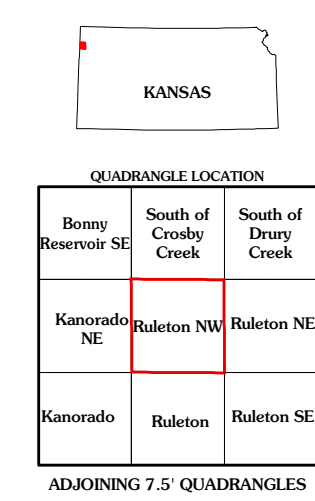 KANSAS
QUADRANGLE LOCATION
Bonny
Reservoir SE
South of
Crosby
Creek
South of
Drury
Creek
Kanorado
NE
Ruleton NW
Ruleton NE
Kanorado
Ruleton
Ruleton SE
ADJOINING 7.5' QUADRANGLES